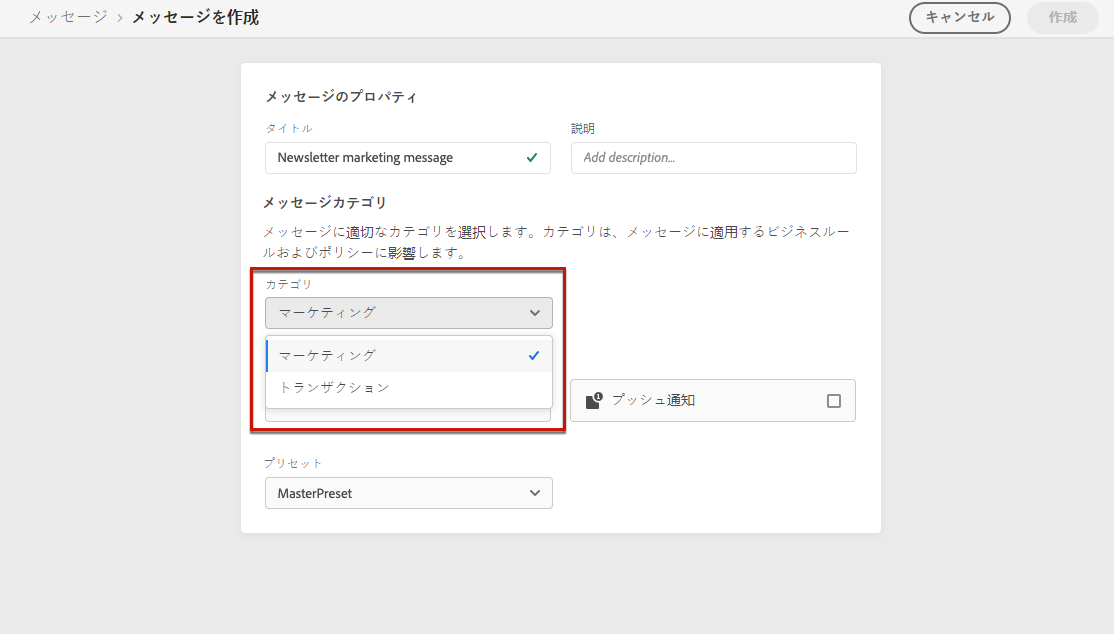 メッセージ > メッセージを作成
キャンセル
作成
メッセージのプロパティ
タイトル
説明
Newsletter marketing message
Add description...
メッセージカテゴリ
メッセージに適切なカテゴリを選択します。カテゴリは、メッセージに適用するビジネスルー
ルおよびポリシーに影響します。
カテゴリ
マーケティング
マーケティング
トランザクション
1
プッシュ通知
プリセット
MasterPreset